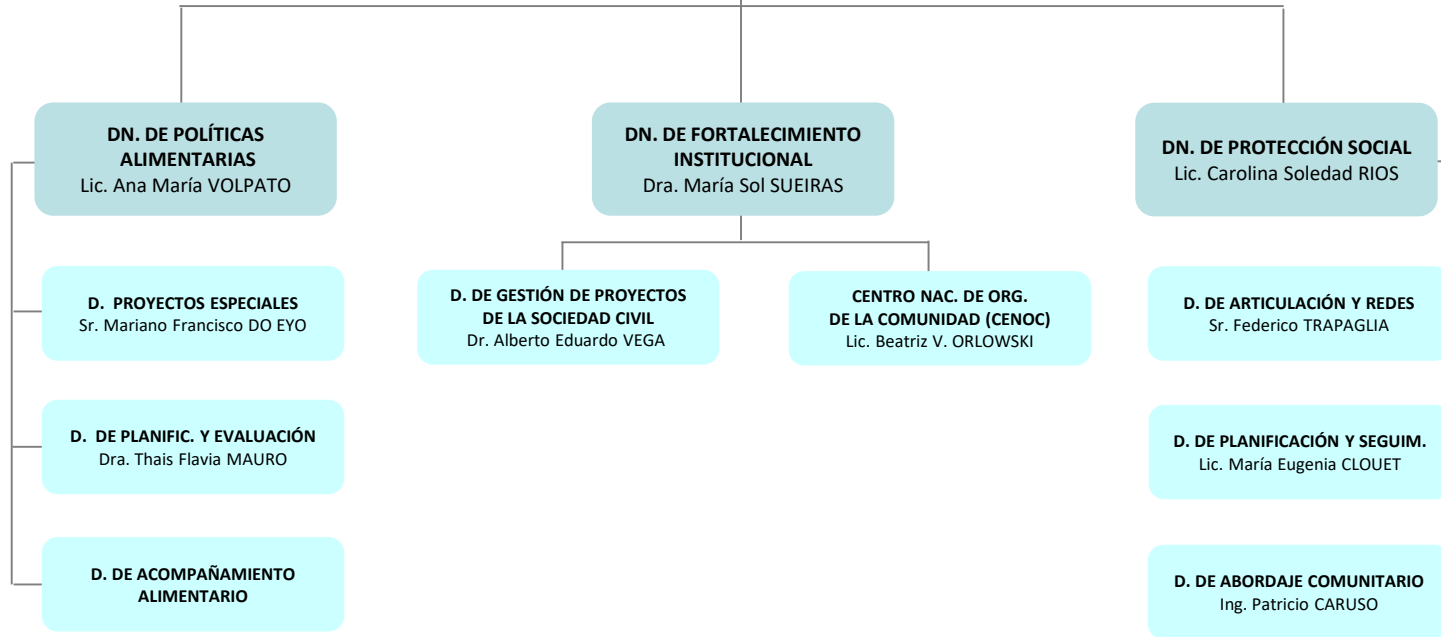 DN. DE POLÍTICAS
ALIMENTARIAS
Lic. Ana María VOLPATO
DN. DE FORTALECIMIENTO
INSTITUCIONAL
Dra. María Sol SUEIRAS
DN. DE PROTECCIÓN SOCIAL
Lic. Carolina Soledad RIOS
D. PROYECTOS ESPECIALES
Sr. Mariano Francisco DO EYO
D. DE GESTIÓN DE PROYECTOS
DE LA SOCIEDAD CIVIL
Dr. Alberto Eduardo VEGA
CENTRO NAC. DE ORG.
DE LA COMUNIDAD (CENOC)
Lic. Beatriz V. ORLOWSKI
D. DE ARTICULACIÓN Y REDES
Sr. Federico TRAPAGLIA
D. DE PLANIFIC. Y EVALUACIÓN
Dra. Thais Flavia MAURO
D. DE PLANIFICACIÓN Y SEGUIM.
Lic. María Eugenia CLOUET
D. DE ACOMPAÑAMIENTO
ALIMENTARIO
D. DE ABORDAJE COMUNITARIO
Ing. Patricio CARUSO